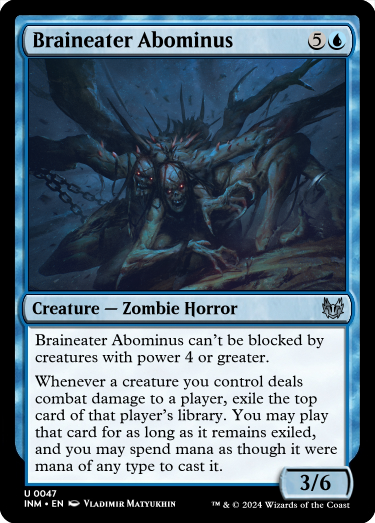 Braineater Abominus 5
Creature — Zombie Horror
Braineater Abominus can't be blocked by
creatures with power 4 or greater.
Whenever a creature you control deals
combat damage to a player, exile the top
card of that player's library. You may play
that card for as long as it remains exiled,
and you may spend mana as though it were
mana of any type to cast it.
3/6
U 0047
INM • EN Vladimir Matyukhin ™ & © 2024 Wizards of the Coast